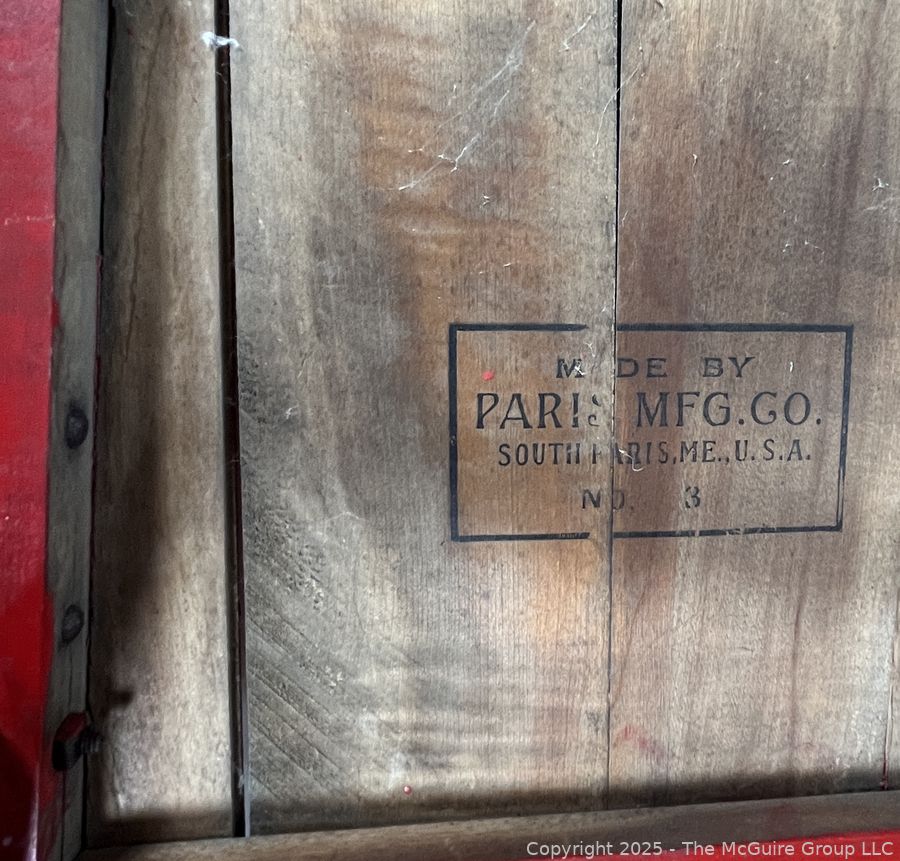 MADE BY
PARIS MFG.CO.
SOUTH PARIS, ME., U.S.A.
NO. 3
Copyright 2025 - The McGuire Group LLC